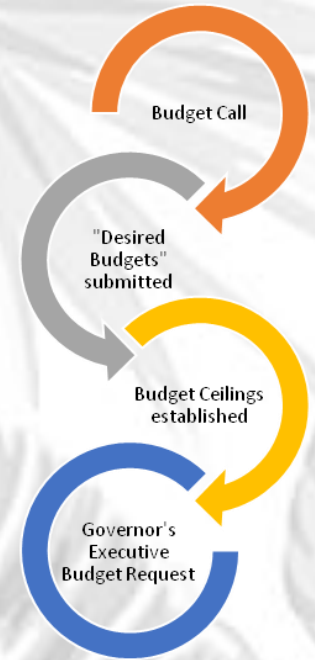 Budget Call
"Desired
Budgets"
submitted
Budget Ceilings
established
Governor's
Executive
Budget Request